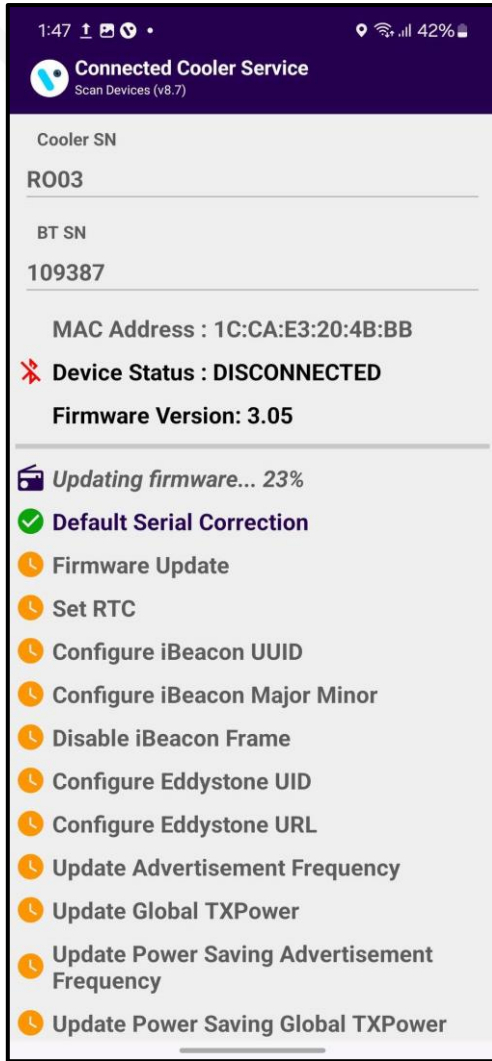 1:47
42%
Connected Cooler Service
Scan Devices (v8.7)
Cooler SN
RO03
BT SN
109387
MAC Address : 1C:CA:E3:20:4B:BB
Device Status : DISCONNECTED
Firmware Version: 3.05
Updating firmware... 23%
Default Serial Correction
Firmware Update
Set RTC
Configure iBeacon UUID
Configure iBeacon Major Minor
Disable iBeacon Frame
Configure Eddystone UID
Configure Eddystone URL
Update Advertisement Frequency
Update Global TXPower
Update Power Saving Advertisement
Frequency
Update Power Saving Global TXPower